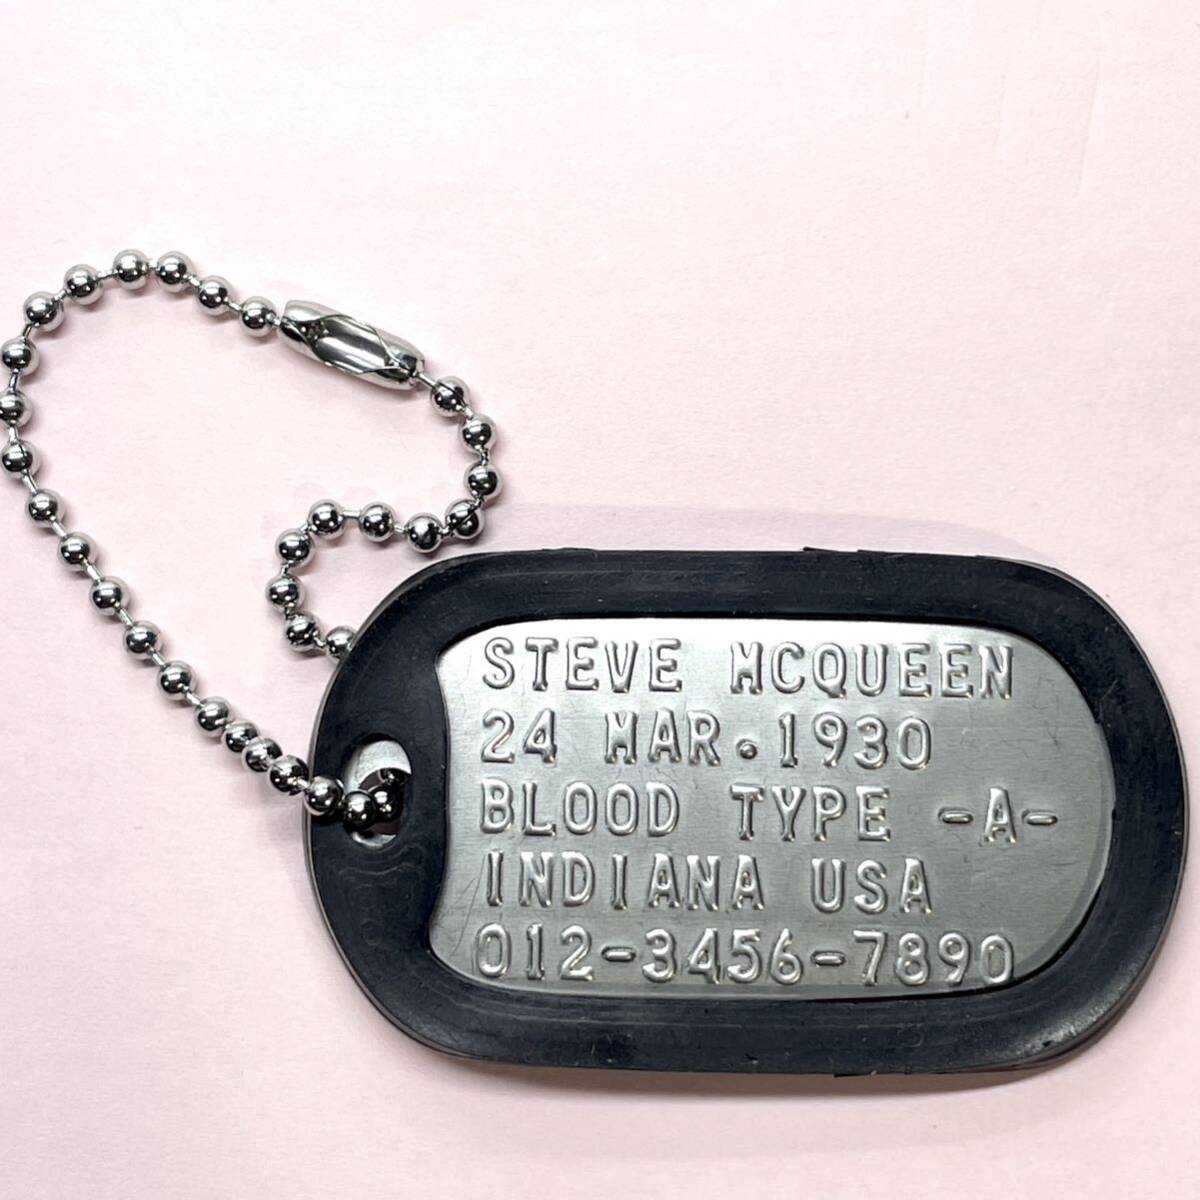 STEVE MCQUEEN
24 MAR.1930
BLOOD TYPE -A-
INDIANA USA
012-3456-7890